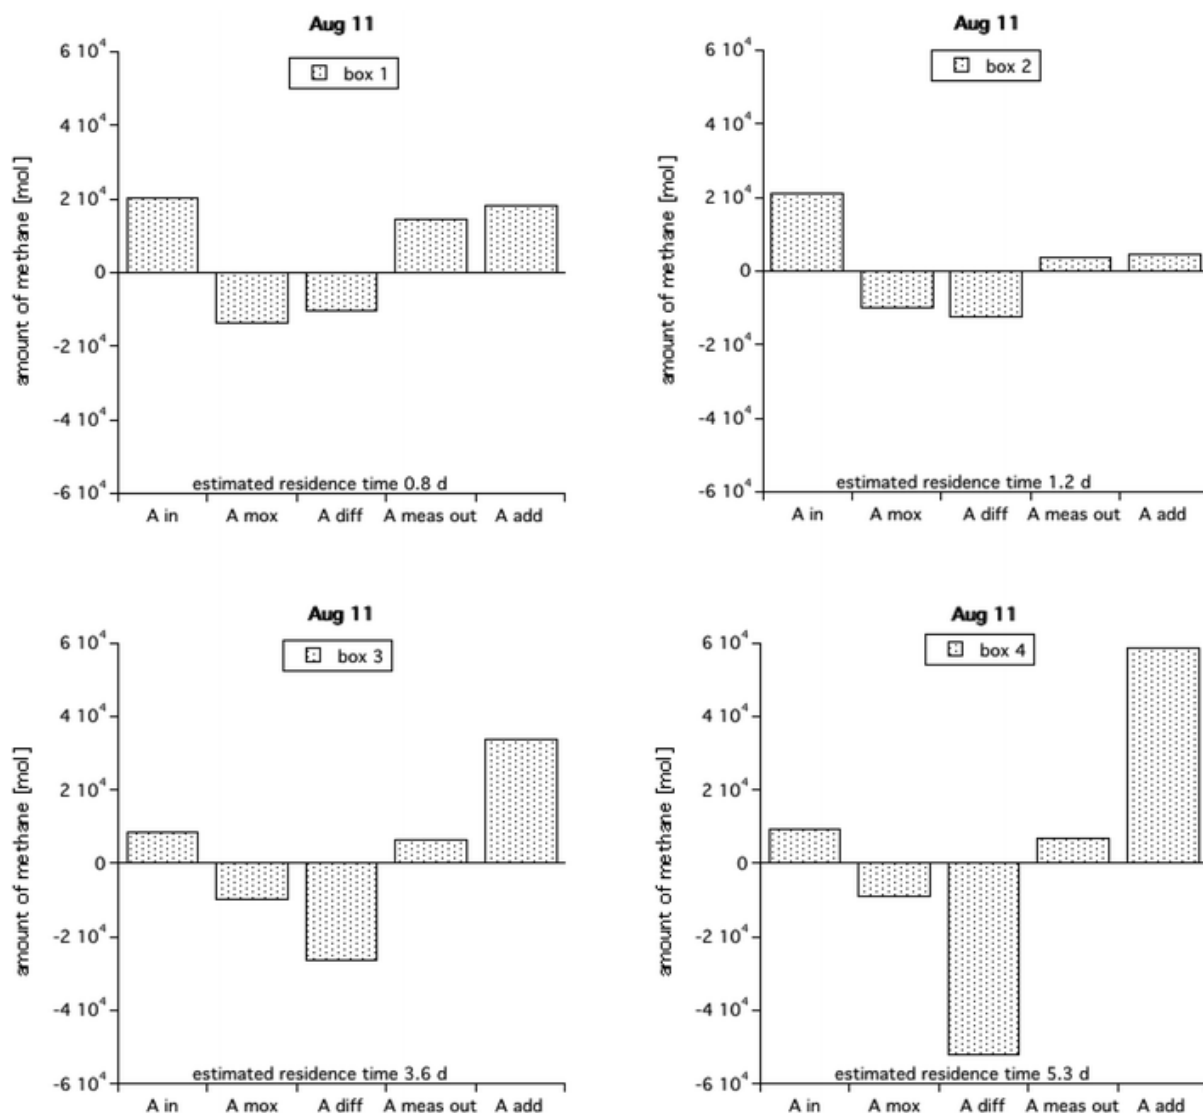 Aug 11
box 1
6 10⁴
4 10⁴
2 10⁴
0
-2 10⁴
-4 10⁴
-6 10⁴
amount of methane [mol]
estimated residence time 0.8 d
A in A mox A diff A meas out A add
Aug 11
box 2
6 10⁴
4 10⁴
2 10⁴
0
-2 10⁴
-4 10⁴
-6 10⁴
amount of methane [mol]
estimated residence time 1.2 d
A in A mox A diff A meas out A add
Aug 11
box 3
6 10⁴
4 10⁴
2 10⁴
0
-2 10⁴
-4 10⁴
-6 10⁴
amount of methane [mol]
estimated residence time 3.6 d
A in A mox A diff A meas out A add
Aug 11
box 4
6 10⁴
4 10⁴
2 10⁴
0
-2 10⁴
-4 10⁴
-6 10⁴
amount of methane [mol]
estimated residence time 5.3 d
A in A mox A diff A meas out A add